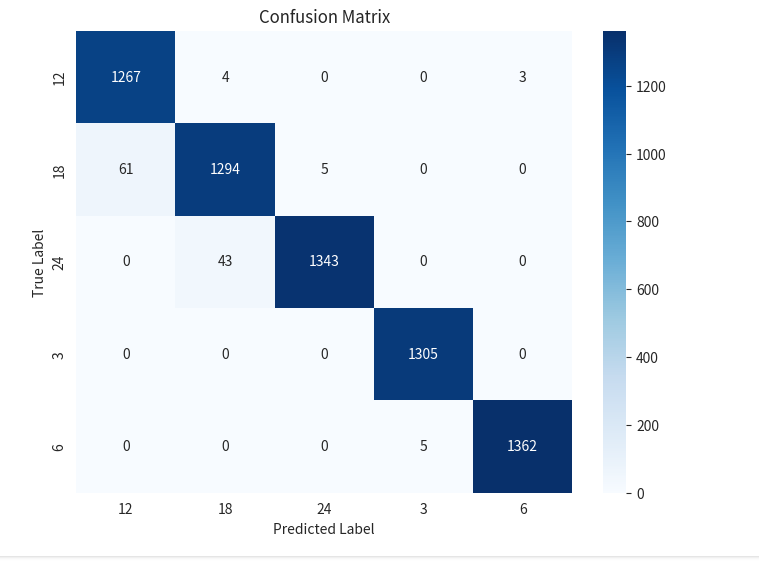 Confusion Matrix
12 1267 4 0 0 3
18 61 1294 5 0 0
24 0 43 1343 0 0
3 0 0 0 1305 0
6 0 0 0 5 1362
12 18 24 3 6
Predicted Label
True Label
1200
1000
800
600
400
200
0